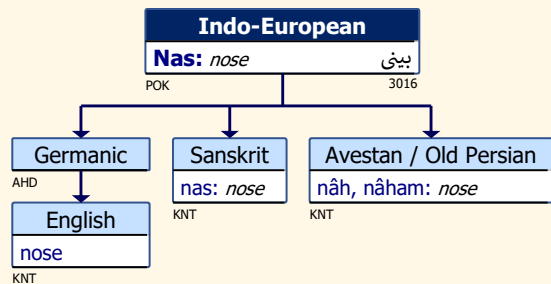 Indo-European
Nas: nose بینی
POK 3016
Germanic Sanskrit Avestan / Old Persian
nas: nose nâh, nâham: nose
AHD
KNT KNT
English
nose
KNT